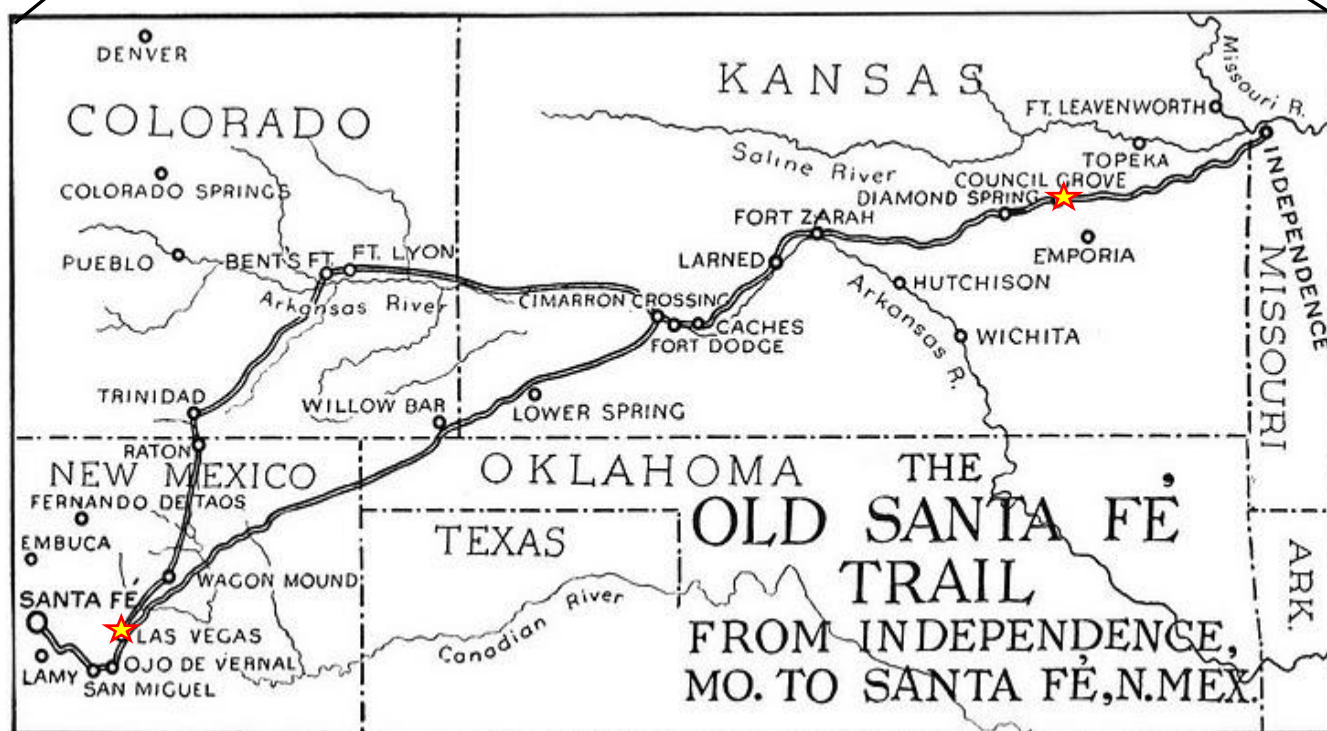 DENVER
COLORADO
COLORADO SPRINGS
PUEBLO
BENT'S FT.
FT. LYON
Arkansas River
TRINIDAD
KANSAS
Missouri R.
FT. LEAVENWORTH
TOPEKA
INDEPENDENCE
Saline River
COUNCIL GROVE
DIAMOND SPRING
EMPORIA
FORT ZARAH
LARNED
HUTCHISON
Arkansas R.
WICHITA
CIMARRON CROSSING
CACHES
FORT DODGE
LOWER SPRING
WILLOW BAR
MISSOURI
RATON
NEW MEXICO
FERNANDO DE TAOS
EMBUCA
WAGON MOUND
SANTA FÉ
LAS VEGAS
OJO DE VERNAL
LAMY
SAN MIGUEL
OKLAHOMA
TEXAS
Canadian River
ARK.
THE
OLD SANTA FÉ
TRAIL
FROM INDEPENDENCE,
MO. TO SANTA FÉ, N.MEX.